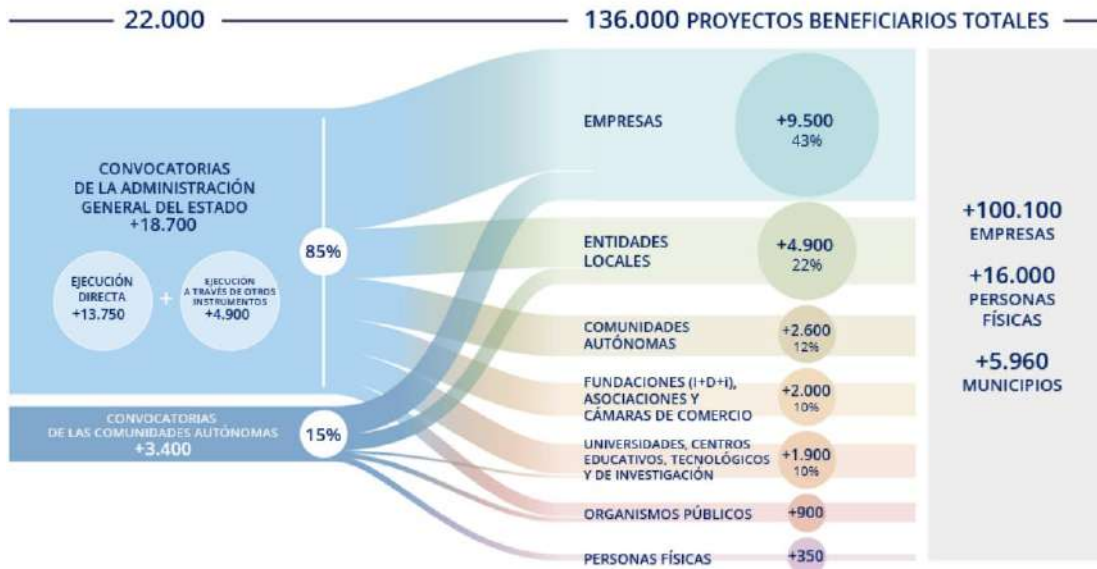 22.000
136.000 PROYECTOS BENEFICIARIOS TOTALES
CONVOCATORIAS
DE LA ADMINISTRACIÓN
GENERAL DEL ESTADO
+18.700
EJECUCIÓN
DIRECTA
+13.750
+
EJECUCIÓN
A TRAVÉS DE OTROS
INSTRUMENTOS
+4.900
85%
CONVOCATORIAS
DE LAS COMUNIDADES AUTÓNOMAS
+3.400
15%
EMPRESAS
+9.500
43%
ENTIDADES
LOCALES
+4.900
22%
COMUNIDADES
AUTÓNOMAS
+2.600
12%
FUNDACIONES (I+D+i),
ASOCIACIONES Y
CÁMARAS DE COMERCIO
+2.000
10%
UNIVERSIDADES, CENTROS
EDUCATIVOS, TECNOLÓGICOS
Y DE INVESTIGACIÓN
+1.900
10%
ORGANISMOS PÚBLICOS
+900
PERSONAS FÍSICAS
+350
+100.100
EMPRESAS
+16.000
PERSONAS
FÍSICAS
+5.960
MUNICIPIOS